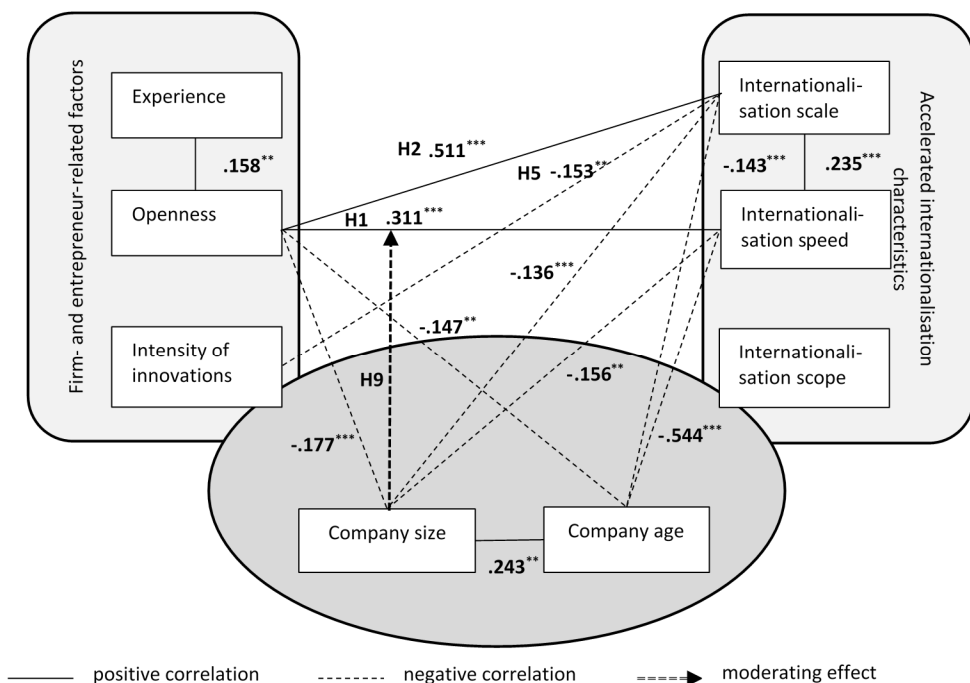 Firm- and entrepreneur-related factors
Experience
.158**
Openness
Intensity of
innovations
H2 .511***
H5 -.153**
H1 .311***
-.136***
-.147**
H9
-.156**
-.177***
-.544***
Company size
.243**
Company age
Internationali-
sation scale
-.143***
.235***
Internationali-
sation speed
Internationali-
sation scope
Accelerated internationalisation
characteristics
positive correlation
negative correlation
moderating effect